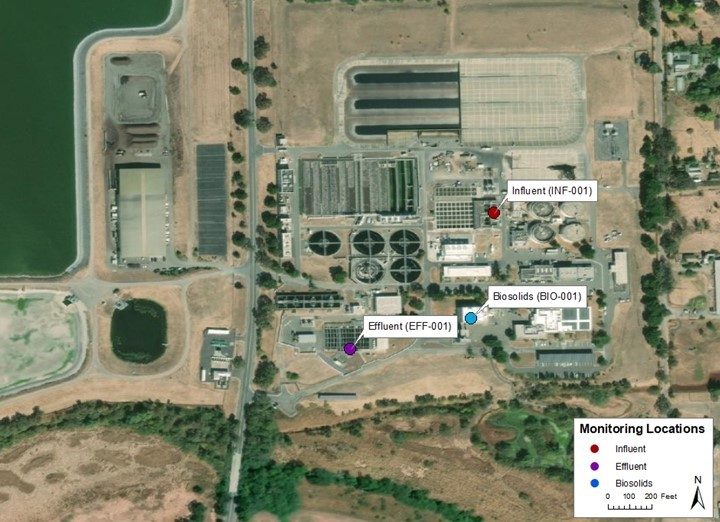 Influent (INF-001)
Biosolids (BIO-001)
Effluent (EFF-001)
Monitoring Locations
Influent
Effluent
Biosolids
0 100 200 Feet
N